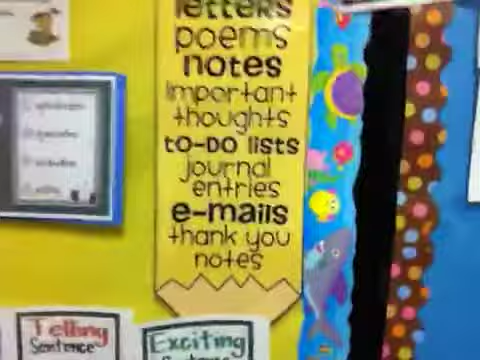 letters
poems
notes
important
thoughts
to-do lists
journal
entries
e-mails
thank you
notes
Telling
Sentence
Exciting